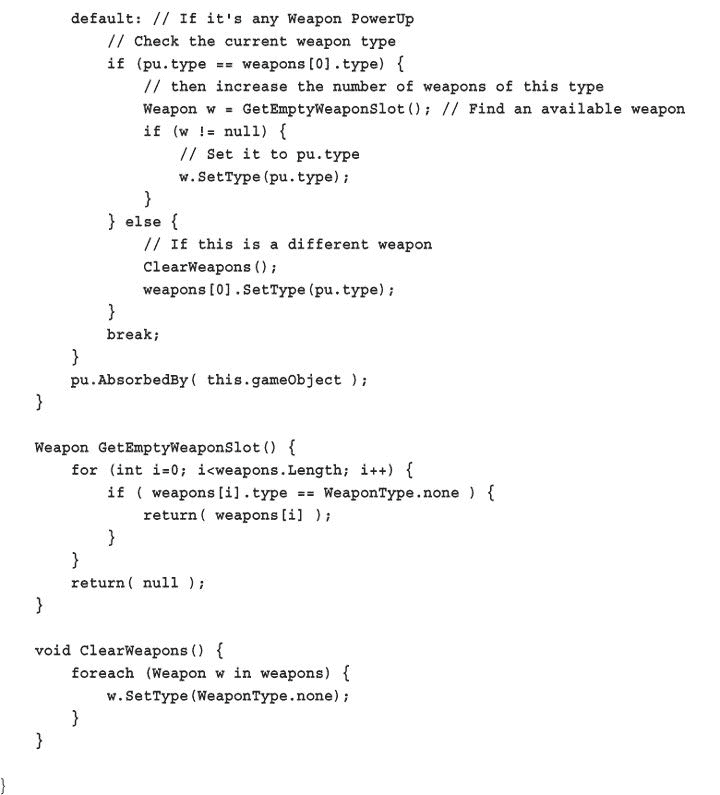 default: // If it's any Weapon PowerUp
// Check the current weapon type
if (pu.type == weapons[0].type) {
// then increase the number of weapons of this type
Weapon w = GetEmptyWeaponSlot(); // Find an available weapon
if (w != null) {
// Set it to pu.type
w.SetType(pu.type);
}
} else {
// If this is a different weapon
ClearWeapons();
weapons[0].SetType(pu.type);
}
break;
}
pu.AbsorbedBy( this.gameObject );
}
Weapon GetEmptyWeaponSlot() {
for (int i=0; i<weapons.Length; i++) {
if ( weapons[i].type == WeaponType.none ) {
return( weapons[i] );
}
}
return( null );
}
void ClearWeapons() {
foreach (Weapon w in weapons) {
w.SetType(WeaponType.none);
}
}
}